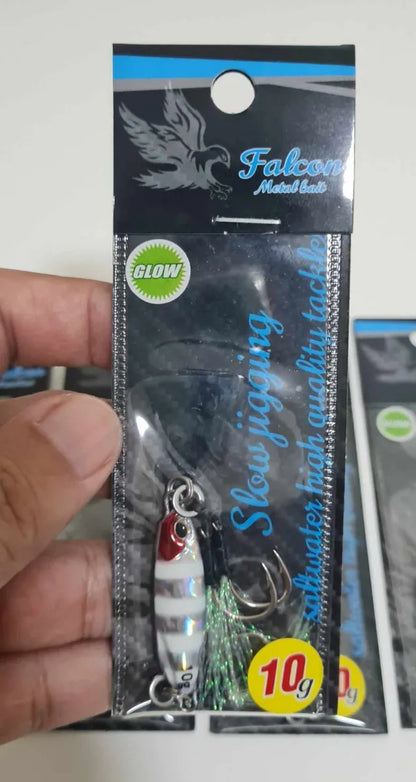 Falcon
Metal bait
GLOW
Slow jigging
saltwater high quality tackle
10g